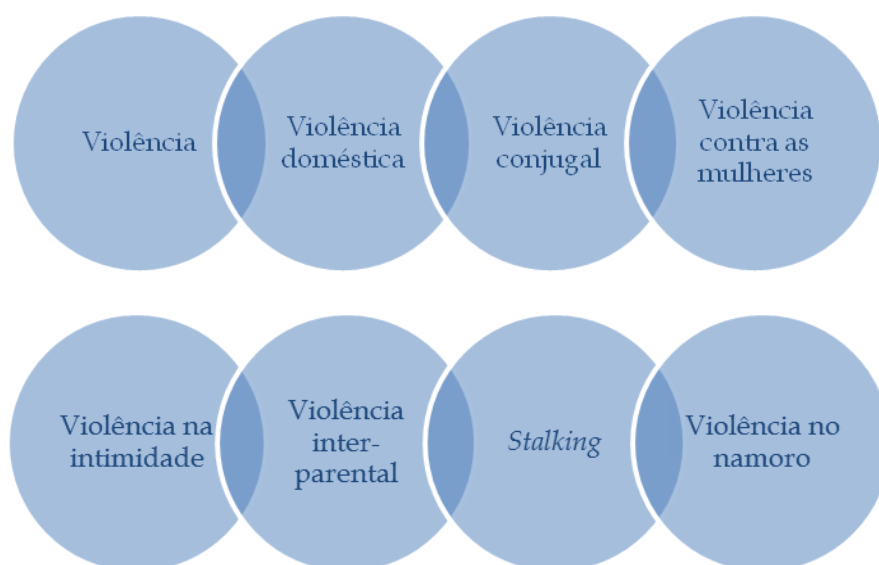 Violência
Violência
doméstica
Violência
conjugal
Violência
contra as
mulheres
Violência na
intimidade
Violência
inter-
parental
Stalking
Violência no
namoro